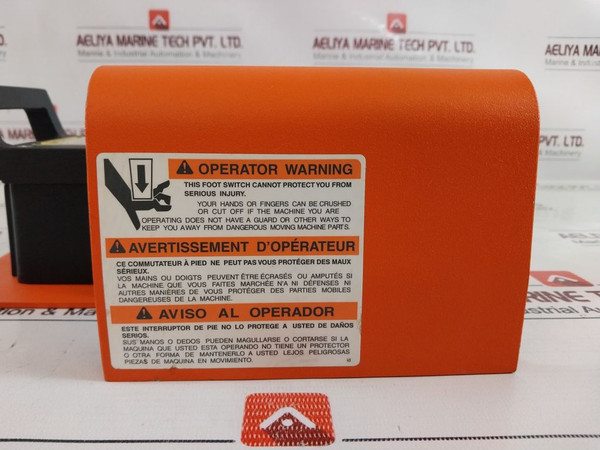 AELIYA MARINE TECH PVT. LTD.
Marine & Industrial Automation & Machinery
AELIYA MARINE TECH PVT. LTD.
Marine & Industrial Automation & Machinery
AELIYA MARINE
Marine & Industrial
PVT. LTD.
& Machinery
⚠ OPERATOR WARNING
THIS FOOT SWITCH CANNOT PROTECT YOU FROM
SERIOUS INJURY.
YOUR HANDS OR FINGERS CAN BE CRUSHED
OR CUT OFF IF THE MACHINE YOU ARE
OPERATING DOES NOT HAVE A GUARD OR OTHER WAYS TO
KEEP YOU AWAY FROM DANGEROUS MOVING MACHINE PARTS.
⚠ AVERTISSEMENT D'OPÉRATEUR
CE COMMUTATEUR À PIED NE PEUT PAS VOUS PROTÉGER DES MAUX
SÉRIEUX.
VOS MAINS OU DOIGTS PEUVENT ÊTRE ÉCRASÉS OU AMPUTÉS SI
LA MACHINE QUE VOUS FAITES MARCHÉE N'A NI DÉFENSES NI
AUTRES MANIÈRES DE VOUS PROTÉGER DES PARTIES MOBILES
DANGEREUSES DE LA MACHINE.
⚠ AVISO AL OPERADOR
ESTE INTERRUPTOR DE PIE NO LO PROTEGE A USTED DE DAÑOS
SERIOS.
SUS MANOS O DEDOS PUEDEN MAGULLARSE O CORTARSE SI LA
MAQUINA QUE USTED ESTA OPERANDO NO TIENE UN PROTECTOR
O OTRA FORMA DE MANTENERLO A USTED LEJOS PELIGROSAS
PIEZAS DE MAQUINA EN MOVIMIENTO.
AELIYA MARINE TE
Marine & Industrial Automation